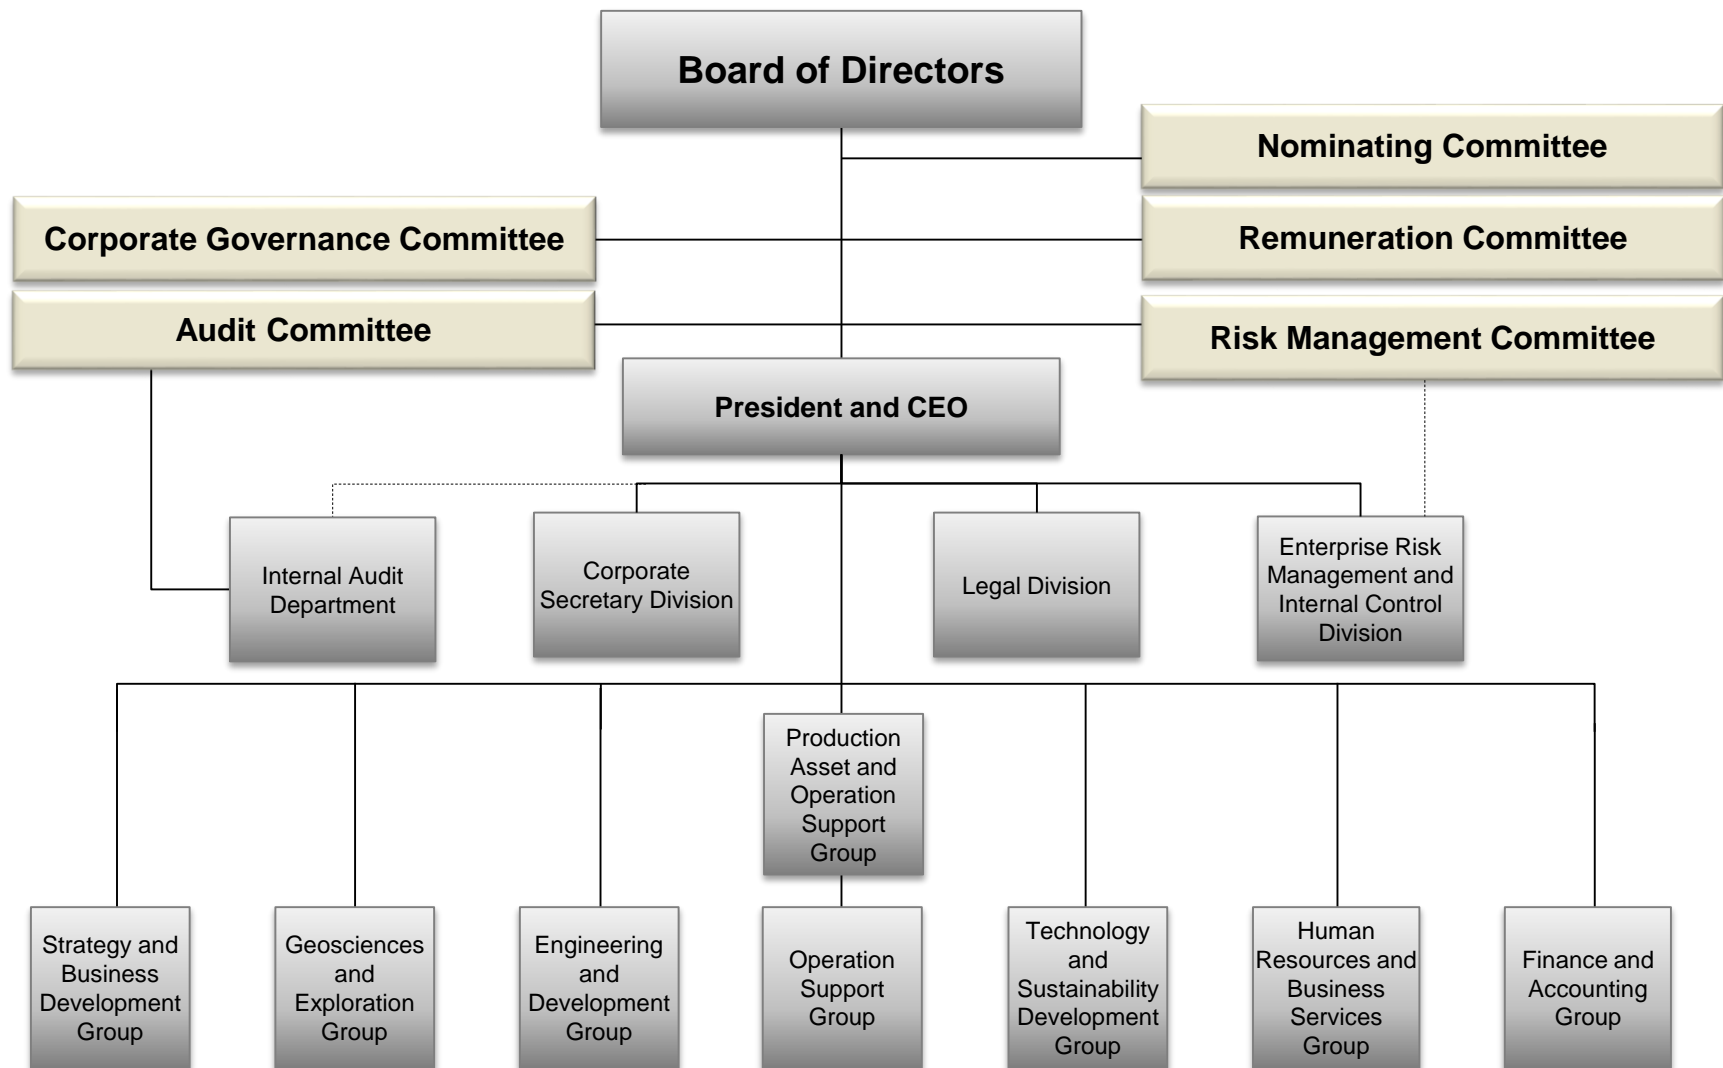 Board of Directors
Nominating Committee
Corporate Governance Committee
Remuneration Committee
Audit Committee
Risk Management Committee
President and CEO
Internal Audit
Department
Corporate
Secretary Division
Legal Division
Enterprise Risk
Management and
Internal Control
Division
Production
Asset and
Operation
Support
Group
Strategy and
Business
Development
Group
Geosciences
and
Exploration
Group
Engineering
and
Development
Group
Operation
Support
Group
Technology
and
Sustainability
Development
Group
Human
Resources and
Business
Services
Group
Finance and
Accounting
Group